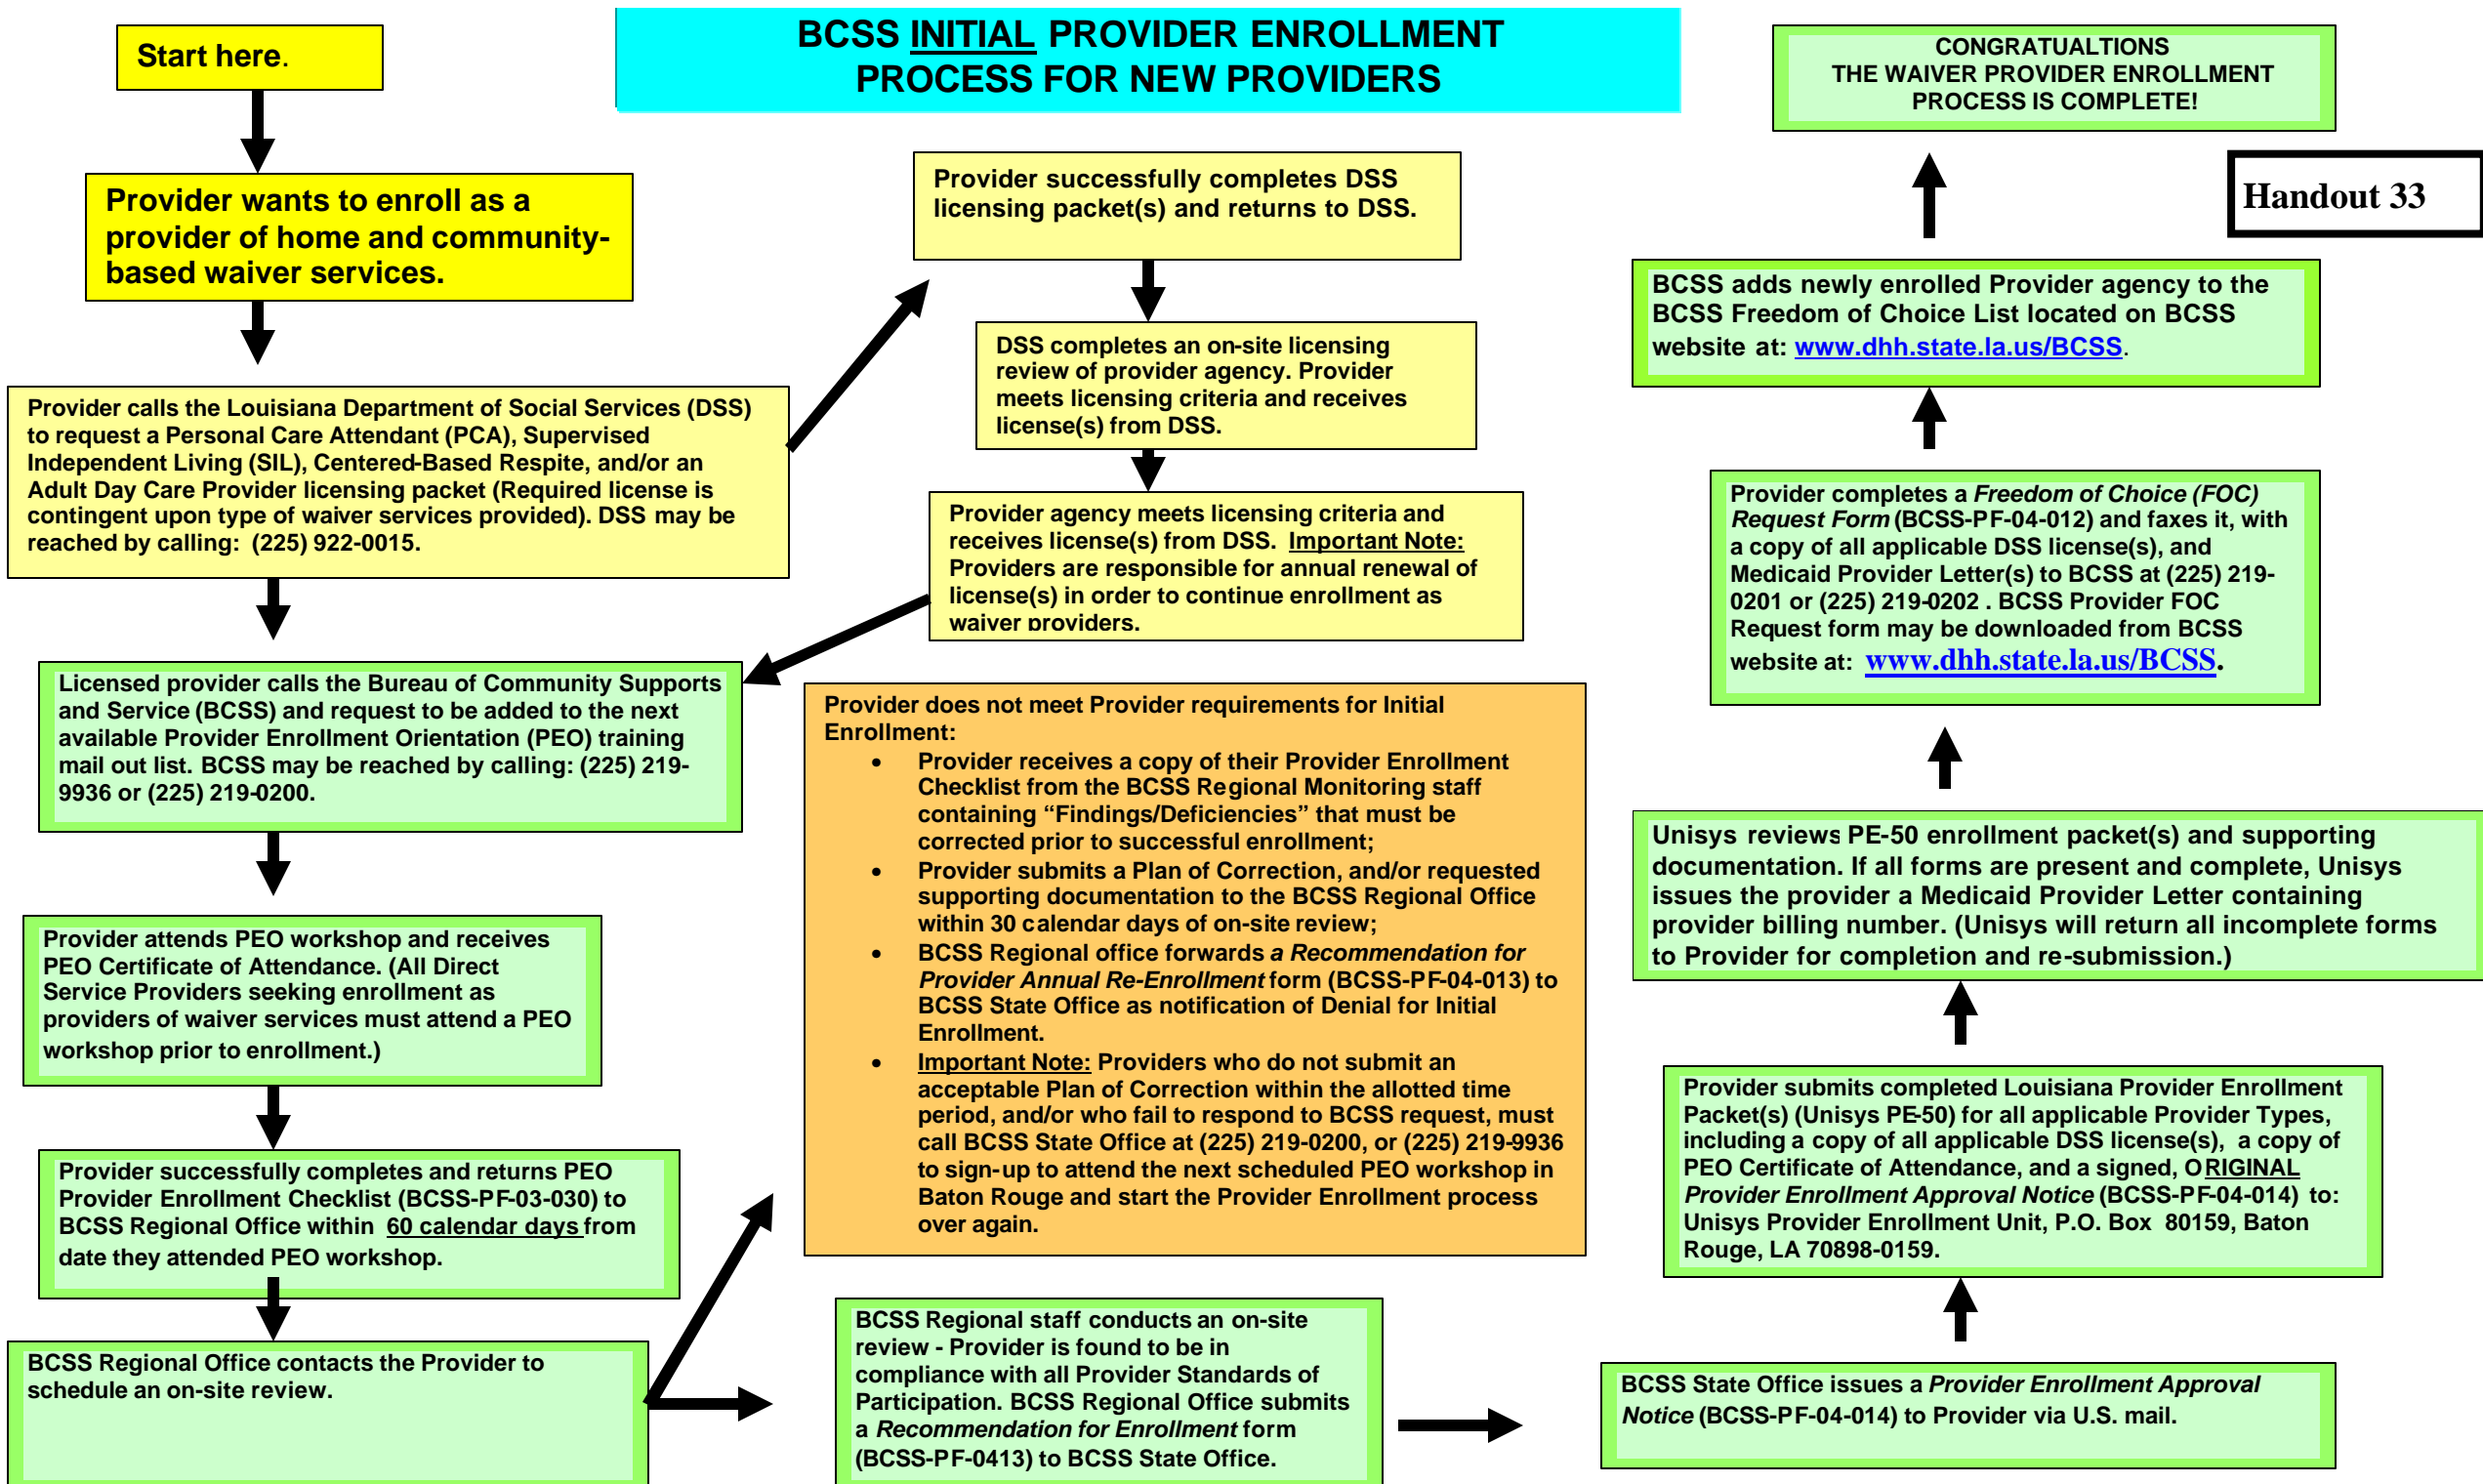 BCSS INITIAL PROVIDER ENROLLMENT
PROCESS FOR NEW PROVIDERS
Handout 33
Start here.
Provider wants to enroll as a
provider of home and community-
based waiver services.
Provider calls the Louisiana Department of Social Services (DSS)
to request a Personal Care Attendant (PCA), Supervised
Independent Living (SIL), Centered-Based Respite, and/or an
Adult Day Care Provider licensing packet (Required license is
contingent upon type of waiver services provided). DSS may be
reached by calling: (225) 922-0015.
Provider successfully completes DSS
licensing packet(s) and returns to DSS.
DSS completes an on-site licensing
review of provider agency. Provider
meets licensing criteria and receives
license(s) from DSS.
Provider agency meets licensing criteria and
receives license(s) from DSS. Important Note:
Providers are responsible for annual renewal of
license(s) in order to continue enrollment as
waiver providers.
Licensed provider calls the Bureau of Community Supports
and Service (BCSS) and request to be added to the next
available Provider Enrollment Orientation (PEO) training
mail out list. BCSS may be reached by calling: (225) 219-
9936 or (225) 219-0200.
Provider attends PEO workshop and receives
PEO Certificate of Attendance. (All Direct
Service Providers seeking enrollment as
providers of waiver services must attend a PEO
workshop prior to enrollment.)
Provider successfully completes and returns PEO
Provider Enrollment Checklist (BCSS-PF-03-030) to
BCSS Regional Office within 60 calendar days from
date they attended PEO workshop.
BCSS Regional Office contacts the Provider to
schedule an on-site review.
Provider does not meet Provider requirements for Initial
Enrollment:
• Provider receives a copy of their Provider Enrollment
Checklist from the BCSS Regional Monitoring staff
containing “Findings/Deficiencies” that must be
corrected prior to successful enrollment;
• Provider submits a Plan of Correction, and/or requested
supporting documentation to the BCSS Regional Office
within 30 calendar days of on-site review;
• BCSS Regional office forwards a Recommendation for
Provider Annual Re-Enrollment form (BCSS-PF-04-013) to
BCSS State Office as notification of Denial for Initial
Enrollment.
• Important Note: Providers who do not submit an
acceptable Plan of Correction within the allotted time
period, and/or who fail to respond to BCSS request, must
call BCSS State Office at (225) 219-0200, or (225) 219-9936
to sign-up to attend the next scheduled PEO workshop in
Baton Rouge and start the Provider Enrollment process
over again.
BCSS Regional staff conducts an on-site
review - Provider is found to be in
compliance with all Provider Standards of
Participation. BCSS Regional Office submits
a Recommendation for Enrollment form
(BCSS-PF-0413) to BCSS State Office.
BCSS State Office issues a Provider Enrollment Approval
Notice (BCSS-PF-04-014) to Provider via U.S. mail.
Provider submits completed Louisiana Provider Enrollment
Packet(s) (Unisys PE-50) for all applicable Provider Types,
including a copy of all applicable DSS license(s), a copy of
PEO Certificate of Attendance, and a signed, ORIGINAL
Provider Enrollment Approval Notice (BCSS-PF-04-014) to:
Unisys Provider Enrollment Unit, P.O. Box 80159, Baton
Rouge, LA 70898-0159.
Unisys reviews PE-50 enrollment packet(s) and supporting
documentation. If all forms are present and complete, Unisys
issues the provider a Medicaid Provider Letter containing
provider billing number. (Unisys will return all incomplete forms
to Provider for completion and re-submission.)
Provider completes a Freedom of Choice (FOC)
Request Form (BCSS-PF-04-012) and faxes it, with
a copy of all applicable DSS license(s), and
Medicaid Provider Letter(s) to BCSS at (225) 219-
0201 or (225) 219-0202 . BCSS Provider FOC
Request form may be downloaded from BCSS
website at: www.dhh.state.la.us/BCSS.
BCSS adds newly enrolled Provider agency to the
BCSS Freedom of Choice List located on BCSS
website at: www.dhh.state.la.us/BCSS.
CONGRATUALTIONS
THE WAIVER PROVIDER ENROLLMENT
PROCESS IS COMPLETE!